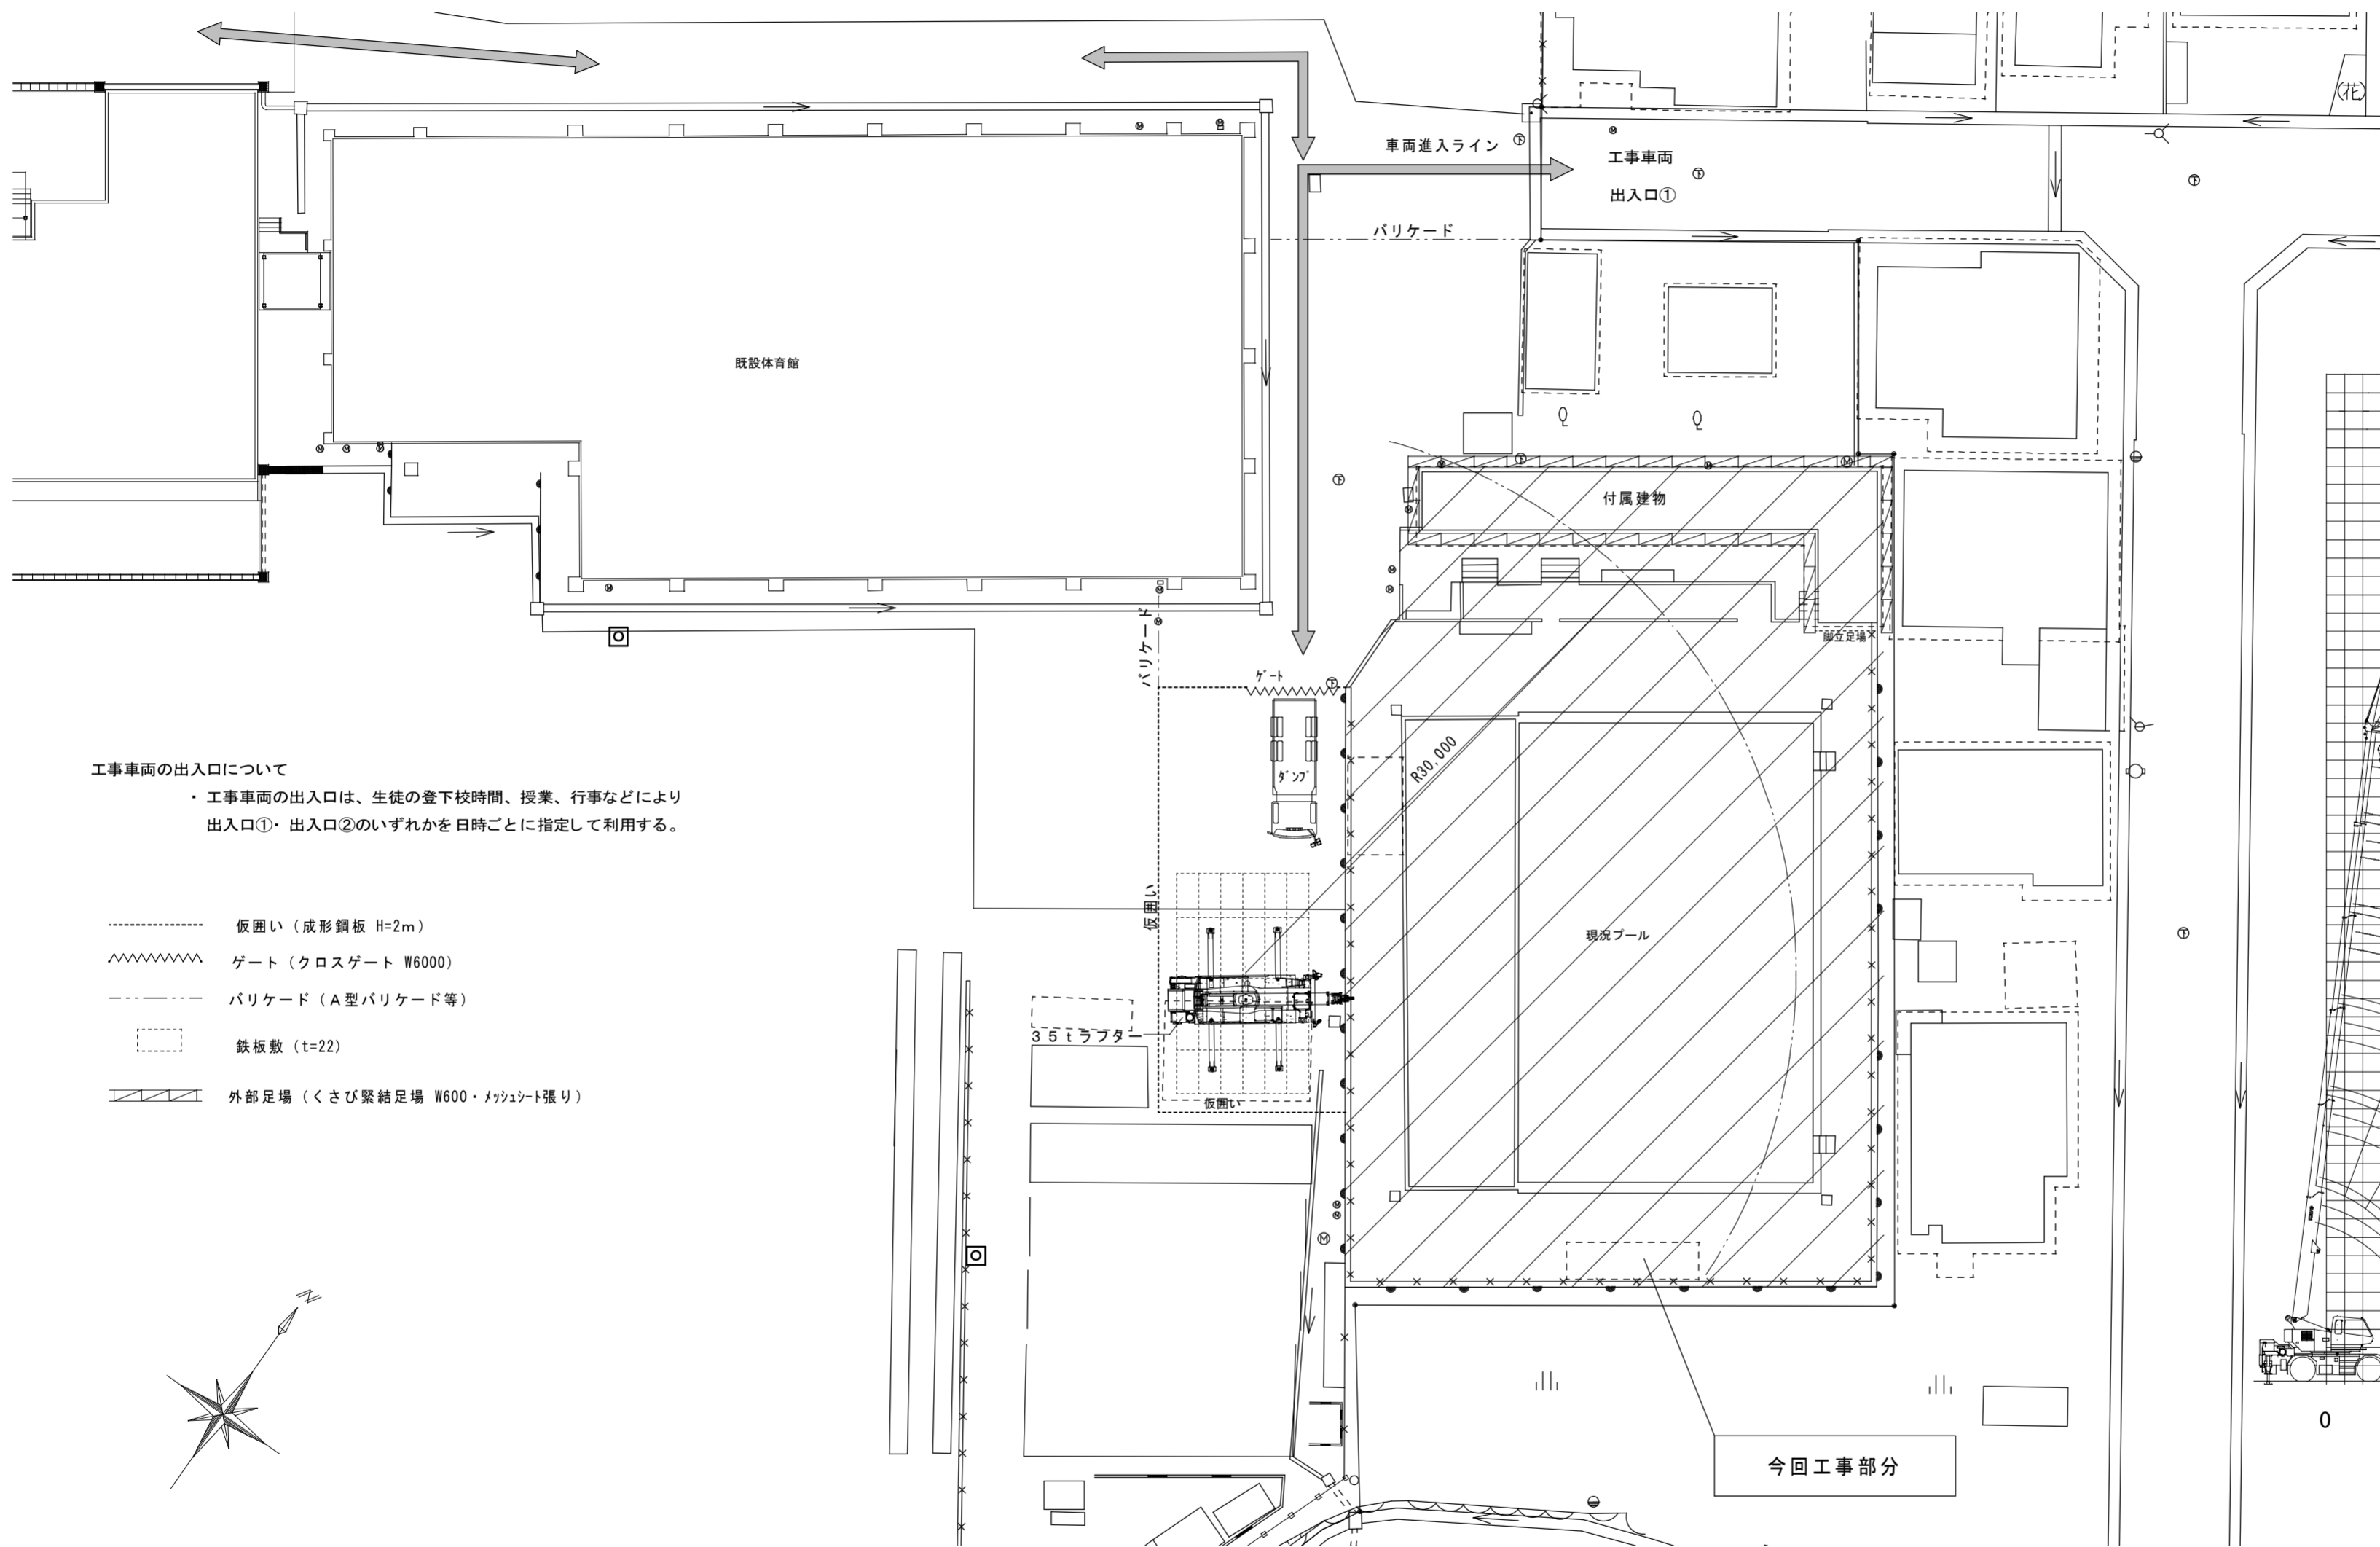 (花)
車両進入ライン
工事車両
出入口①
バリケード
既設体育館
付属建物
脚立足場
バリケード
ゲート
ダンプ
R30,000
工事車両の出入口について
・ 工事車両の出入口は、生徒の登下校時間、授業、行事などにより
出入口①・ 出入口②のいずれかを日時ごとに指定して利用する。
仮囲い
現況プール
仮囲い（成形鋼板 H=2m）
ゲート（クロスゲート W6000）
バリケード（A型バリケード等）
鉄板敷（t=22）
外部足場（くさび緊結足場 W600・メッシュシート張り）
35tラフター
仮囲い
N
今回工事部分
0